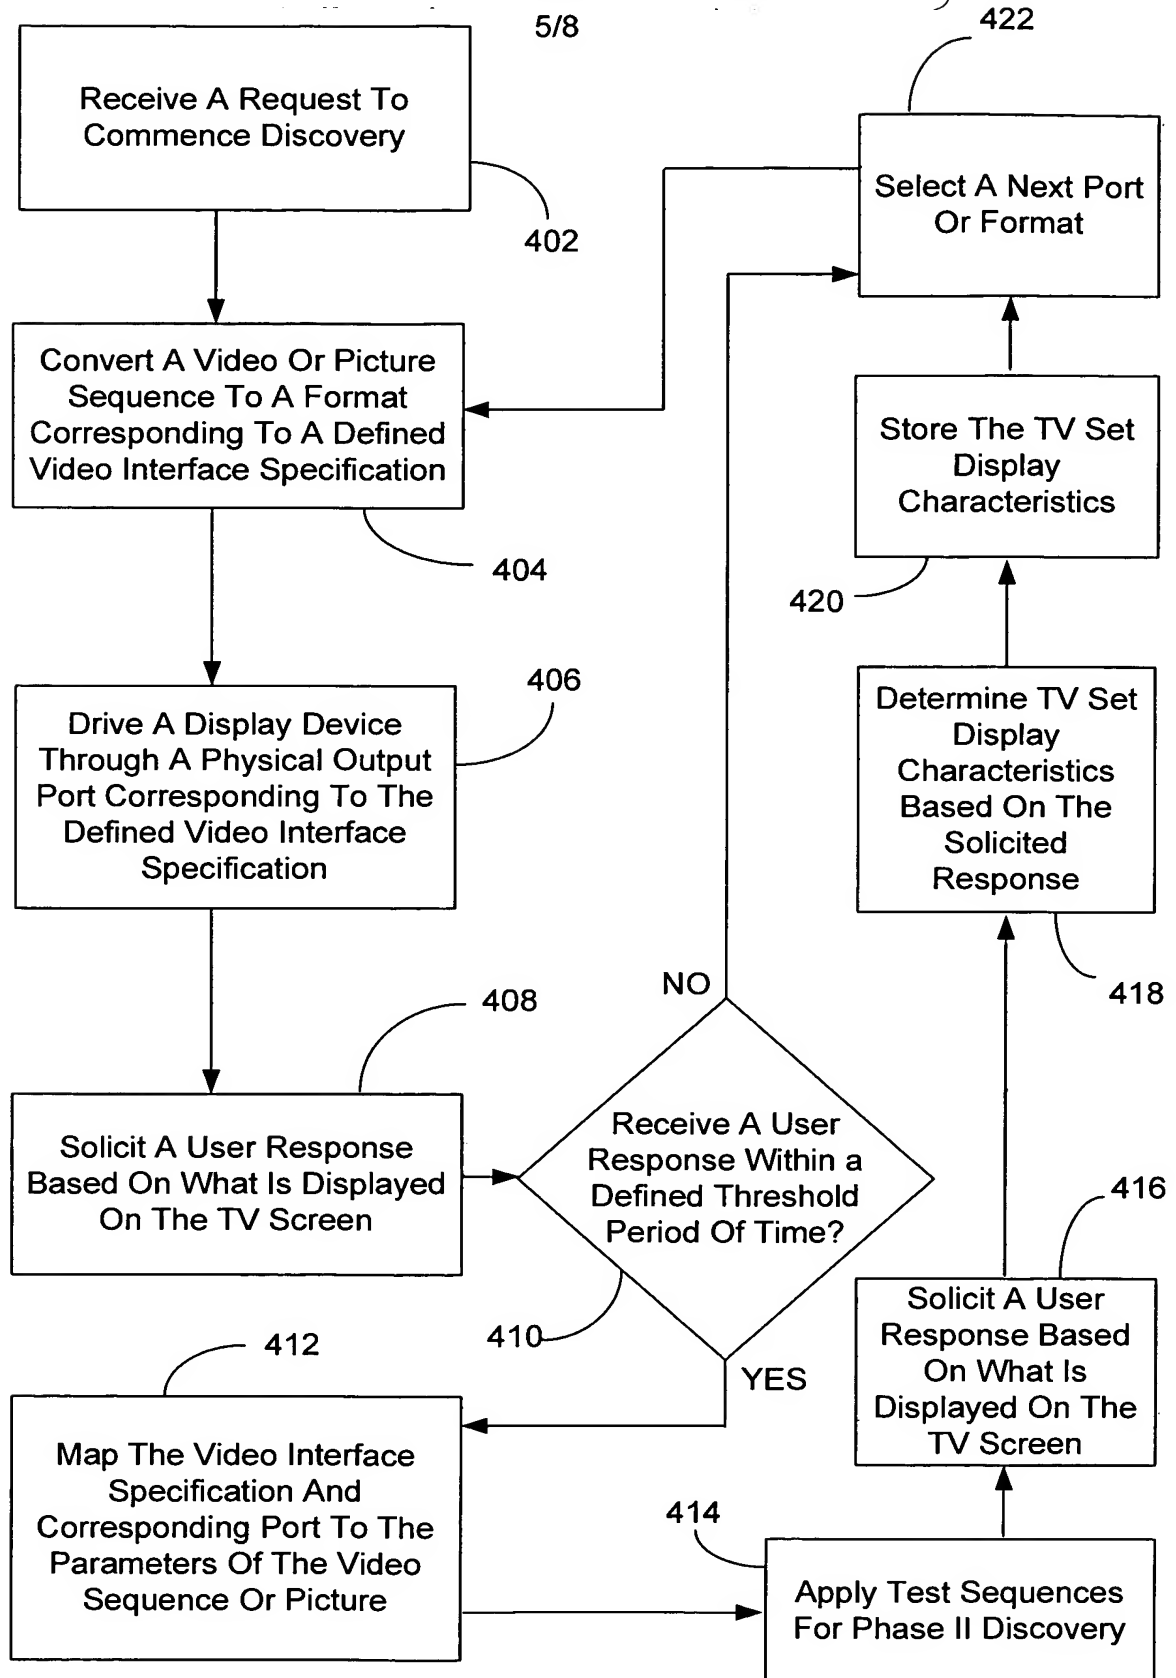 5/8
422
Receive A Request To
Commence Discovery
402
Select A Next Port
Or Format
Convert A Video Or Picture
Sequence To A Format
Corresponding To A Defined
Video Interface Specification
404
Store The TV Set
Display
Characteristics
420
406
Drive A Display Device
Through A Physical Output
Port Corresponding To The
Defined Video Interface
Specification
Determine TV Set
Display
Characteristics
Based On The
Solicited
Response
418
NO
408
Solicit A User Response
Based On What Is Displayed
On The TV Screen
Receive A User
Response Within a
Defined Threshold
Period Of Time?
410
YES
416
Solicit A User
Response Based
On What Is
Displayed On The
TV Screen
412
Map The Video Interface
Specification And
Corresponding Port To The
Parameters Of The Video
Sequence Or Picture
414
Apply Test Sequences
For Phase II Discovery